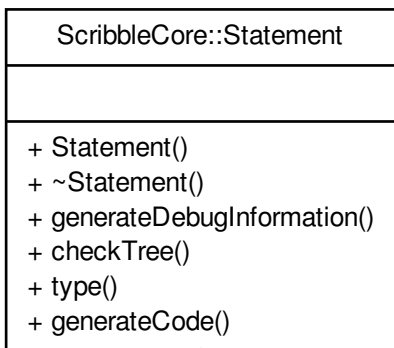 ScribbleCore::Statement
+ Statement()
+ ~Statement()
+ generateDebugInformation()
+ checkTree()
+ type()
+ generateCode()